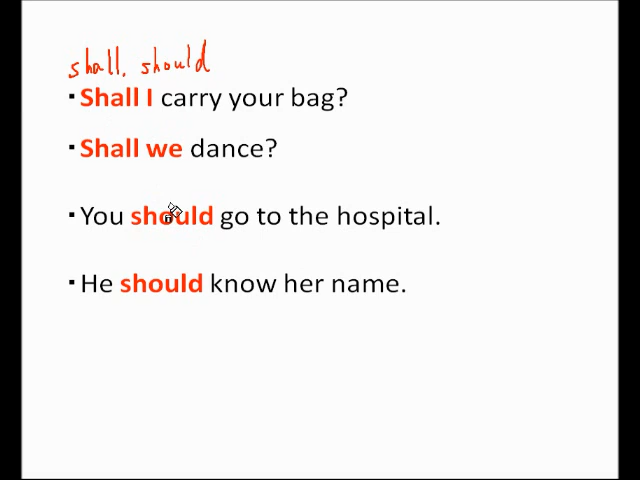 shall. should
▪ Shall I carry your bag?
▪ Shall we dance?
▪ You should go to the hospital.
▪ He should know her name.